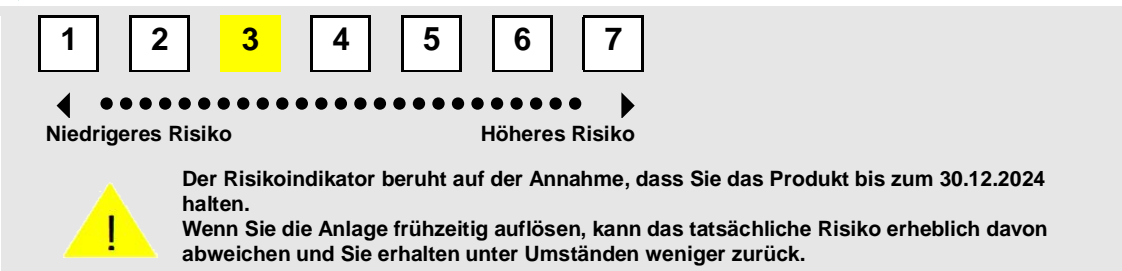 1 2 3 4 5 6 7
Niedrigeres Risiko Höheres Risiko
Der Risikoindikator beruht auf der Annahme, dass Sie das Produkt bis zum 30.12.2024
halten.
Wenn Sie die Anlage frühzeitig auflösen, kann das tatsächliche Risiko erheblich davon
abweichen und Sie erhalten unter Umständen weniger zurück.
!